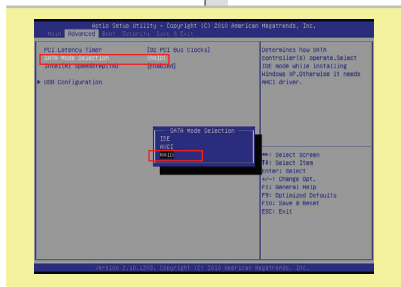 Aptio Setup Utility - Copyright (C) 2010 American Megatrends, Inc.
Main Advanced Boot Security Save & Exit
PCI Latency Timer [32 PCI Bus Clocks]
SATA Mode Selection [RAID]
Intel(R) SpeedStep(tm) [Enabled]
USB Configuration
Determines how SATA
controller(s) operate.Select
IDE mode while installing
Windows XP.Otherwise it needs
AHCI driver.
SATA Mode Selection
IDE
AHCI
RAID
↔: Select Screen
↑↓: Select Item
Enter: Select
+/-: Change Opt.
F1: General Help
F9: Optimized Defaults
F10: Save & Reset
ESC: Exit
Version 2.10.1208. Copyright (C) 2010 American Megatrends, Inc.